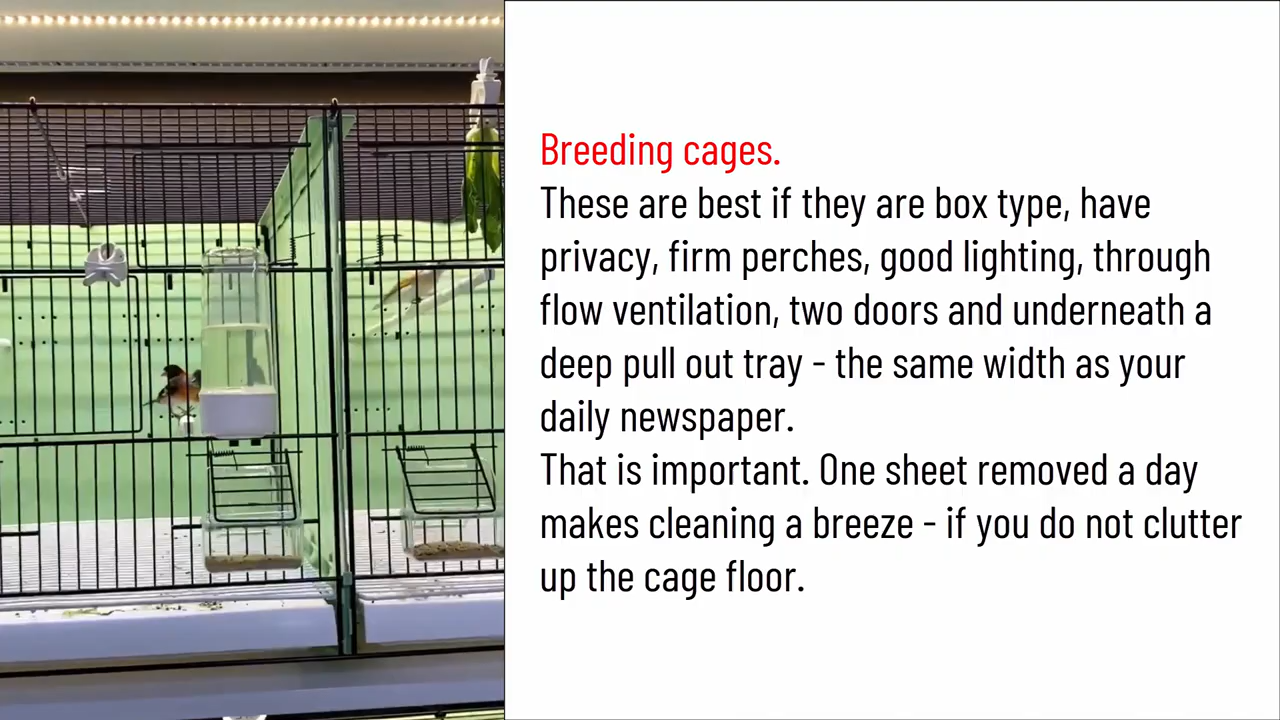 Breeding cages.
These are best if they are box type, have
privacy, firm perches, good lighting, through
flow ventilation, two doors and underneath a
deep pull out tray - the same width as your
daily newspaper.
That is important. One sheet removed a day
makes cleaning a breeze - if you do not clutter
up the cage floor.